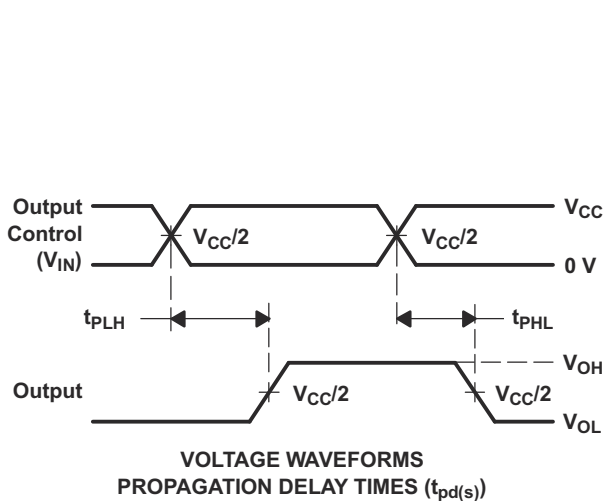 Output
Control
(VIN)
VCC/2
VCC/2
VCC
0 V
tPLH
tPHL
Output
VCC/2
VCC/2
VOH
VOL
VOLTAGE WAVEFORMS
PROPAGATION DELAY TIMES (tpd(s))